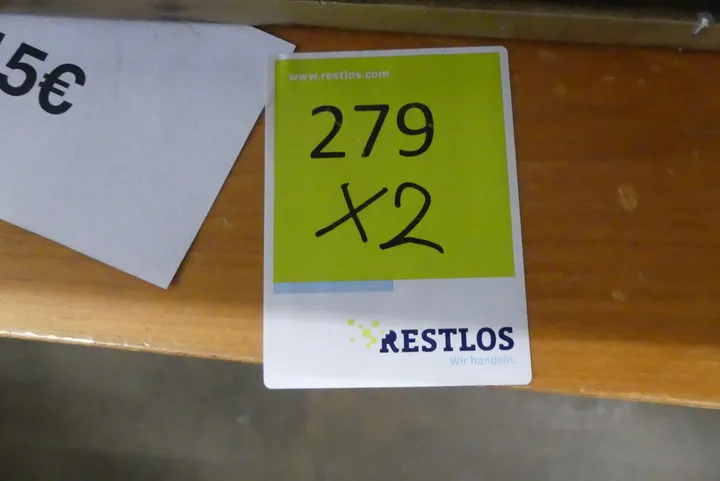 15€
www.restlos.com
279
X2
RESTLOS
Wir handeln.